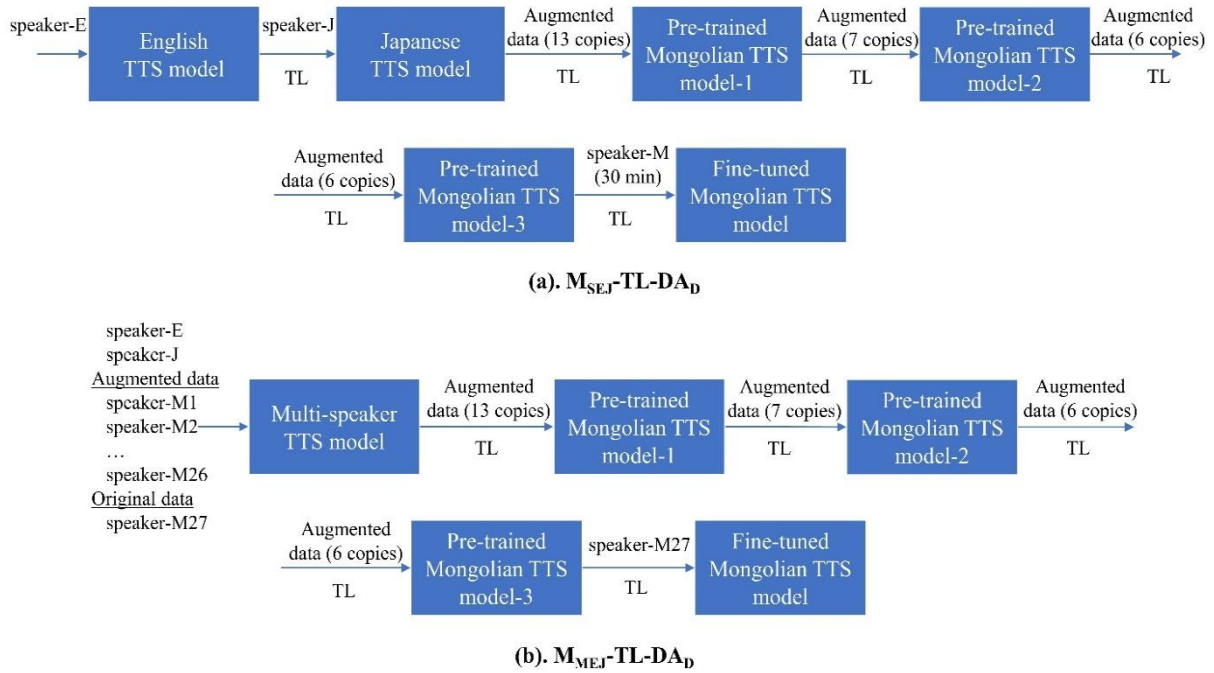 speaker-E
English
TTS model
speaker-J
TL
Japanese
TTS model
Augmented
data (13 copies)
TL
Pre-trained
Mongolian TTS
model-1
Augmented
data (7 copies)
TL
Pre-trained
Mongolian TTS
model-2
Augmented
data (6 copies)
TL
Augmented
data (6 copies)
TL
Pre-trained
Mongolian TTS
model-3
speaker-M
(30 min)
TL
Fine-tuned
Mongolian TTS
model
(a). MSEJ-TL-DAD
speaker-E
speaker-J
Augmented data
speaker-M1
speaker-M2
…
speaker-M26
Original data
speaker-M27
Multi-speaker
TTS model
Augmented
data (13 copies)
TL
Pre-trained
Mongolian TTS
model-1
Augmented
data (7 copies)
TL
Pre-trained
Mongolian TTS
model-2
Augmented
data (6 copies)
TL
Augmented
data (6 copies)
TL
Pre-trained
Mongolian TTS
model-3
speaker-M27
TL
Fine-tuned
Mongolian TTS
model
(b). MMEJ-TL-DAD